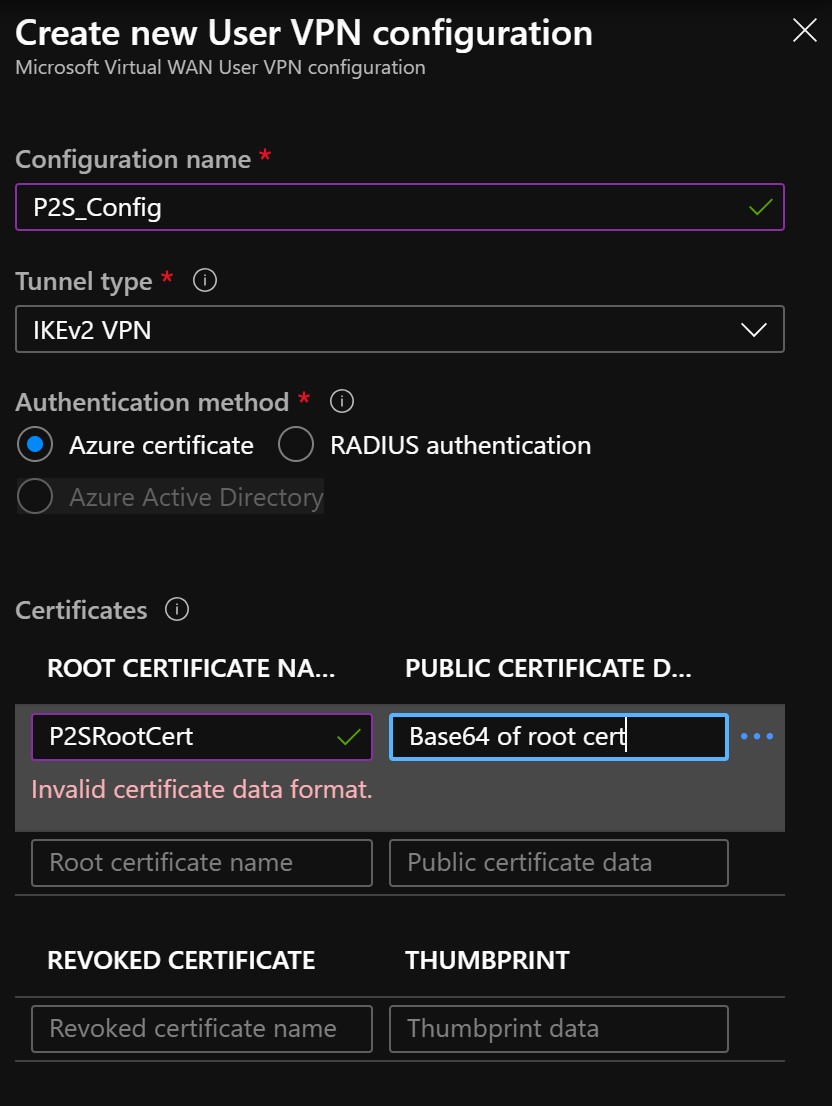 Create new User VPN configuration
Microsoft Virtual WAN User VPN configuration
Configuration name *
P2S_Config
Tunnel type *
IKEv2 VPN
Authentication method *
Azure certificate RADIUS authentication
Azure Active Directory
Certificates
ROOT CERTIFICATE NA... PUBLIC CERTIFICATE D...
P2SRootCert Base64 of root cert
Invalid certificate data format.
Root certificate name Public certificate data
REVOKED CERTIFICATE THUMBPRINT
Revoked certificate name Thumbprint data